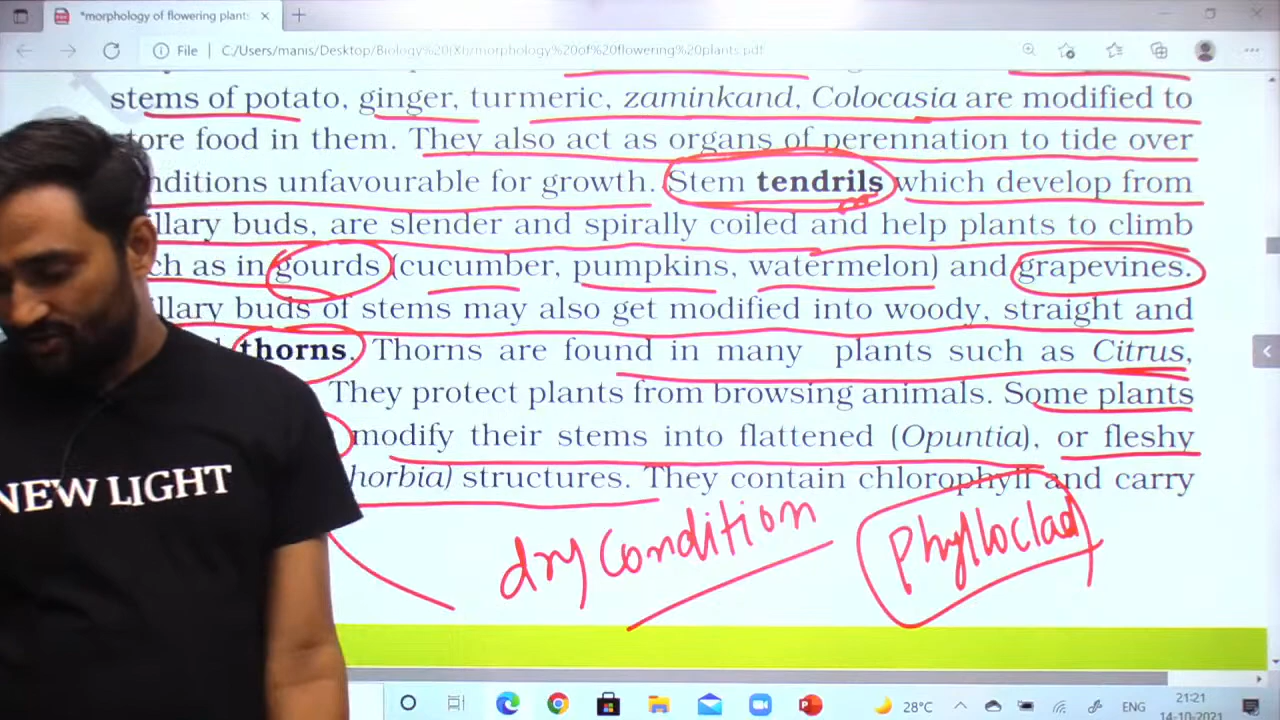 *morphology of flowering plants
File
C:/Users/manis/Desktop/Biology%20(XI)/morphology%20of%20flowering%20plants.pdf
stems of potato, ginger, turmeric, zaminkand, Colocasia are modified to
tore food in them. They also act as organs of perennation to tide over
nditions unfavourable for growth. Stem tendrils which develop from
illary buds, are slender and spirally coiled and help plants to climb
ch as in gourds (cucumber, pumpkins, watermelon) and grapevines.
illary buds of stems may also get modified into woody, straight and
thorns. Thorns are found in many plants such as Citrus,
They protect plants from browsing animals. Some plants
modify their stems into flattened (Opuntia), or fleshy
horbia) structures. They contain chlorophyll and carry
dry Condition
Phylloclad
NEW LIGHT
28°C
ENG
21:21
14-10-2021